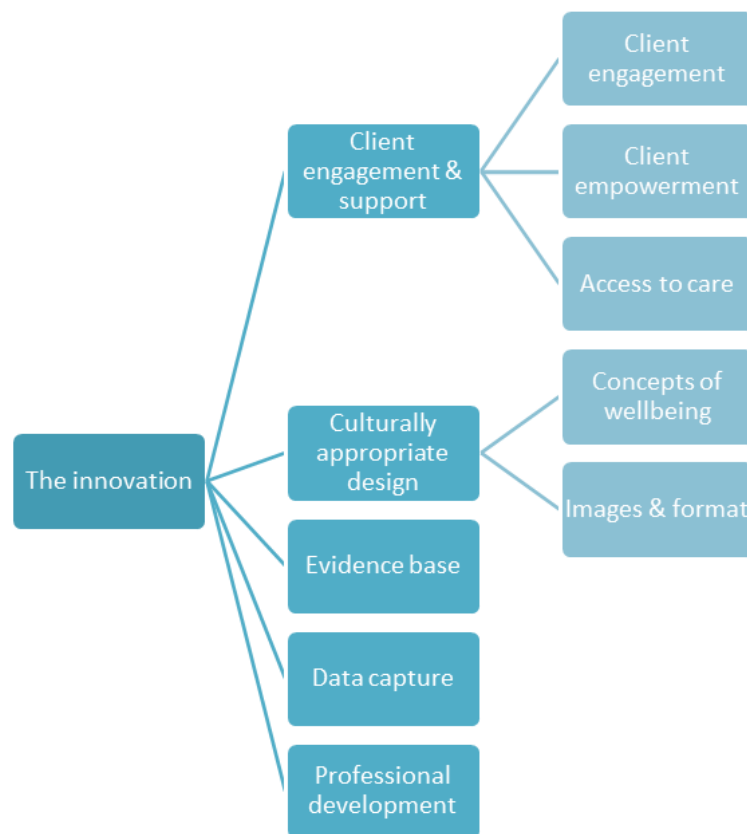 The innovation
Client
engagement &
support
Client
engagement
Client
empowerment
Access to care
Culturally
appropriate
design
Concepts of
wellbeing
Images & format
Evidence base
Data capture
Professional
development